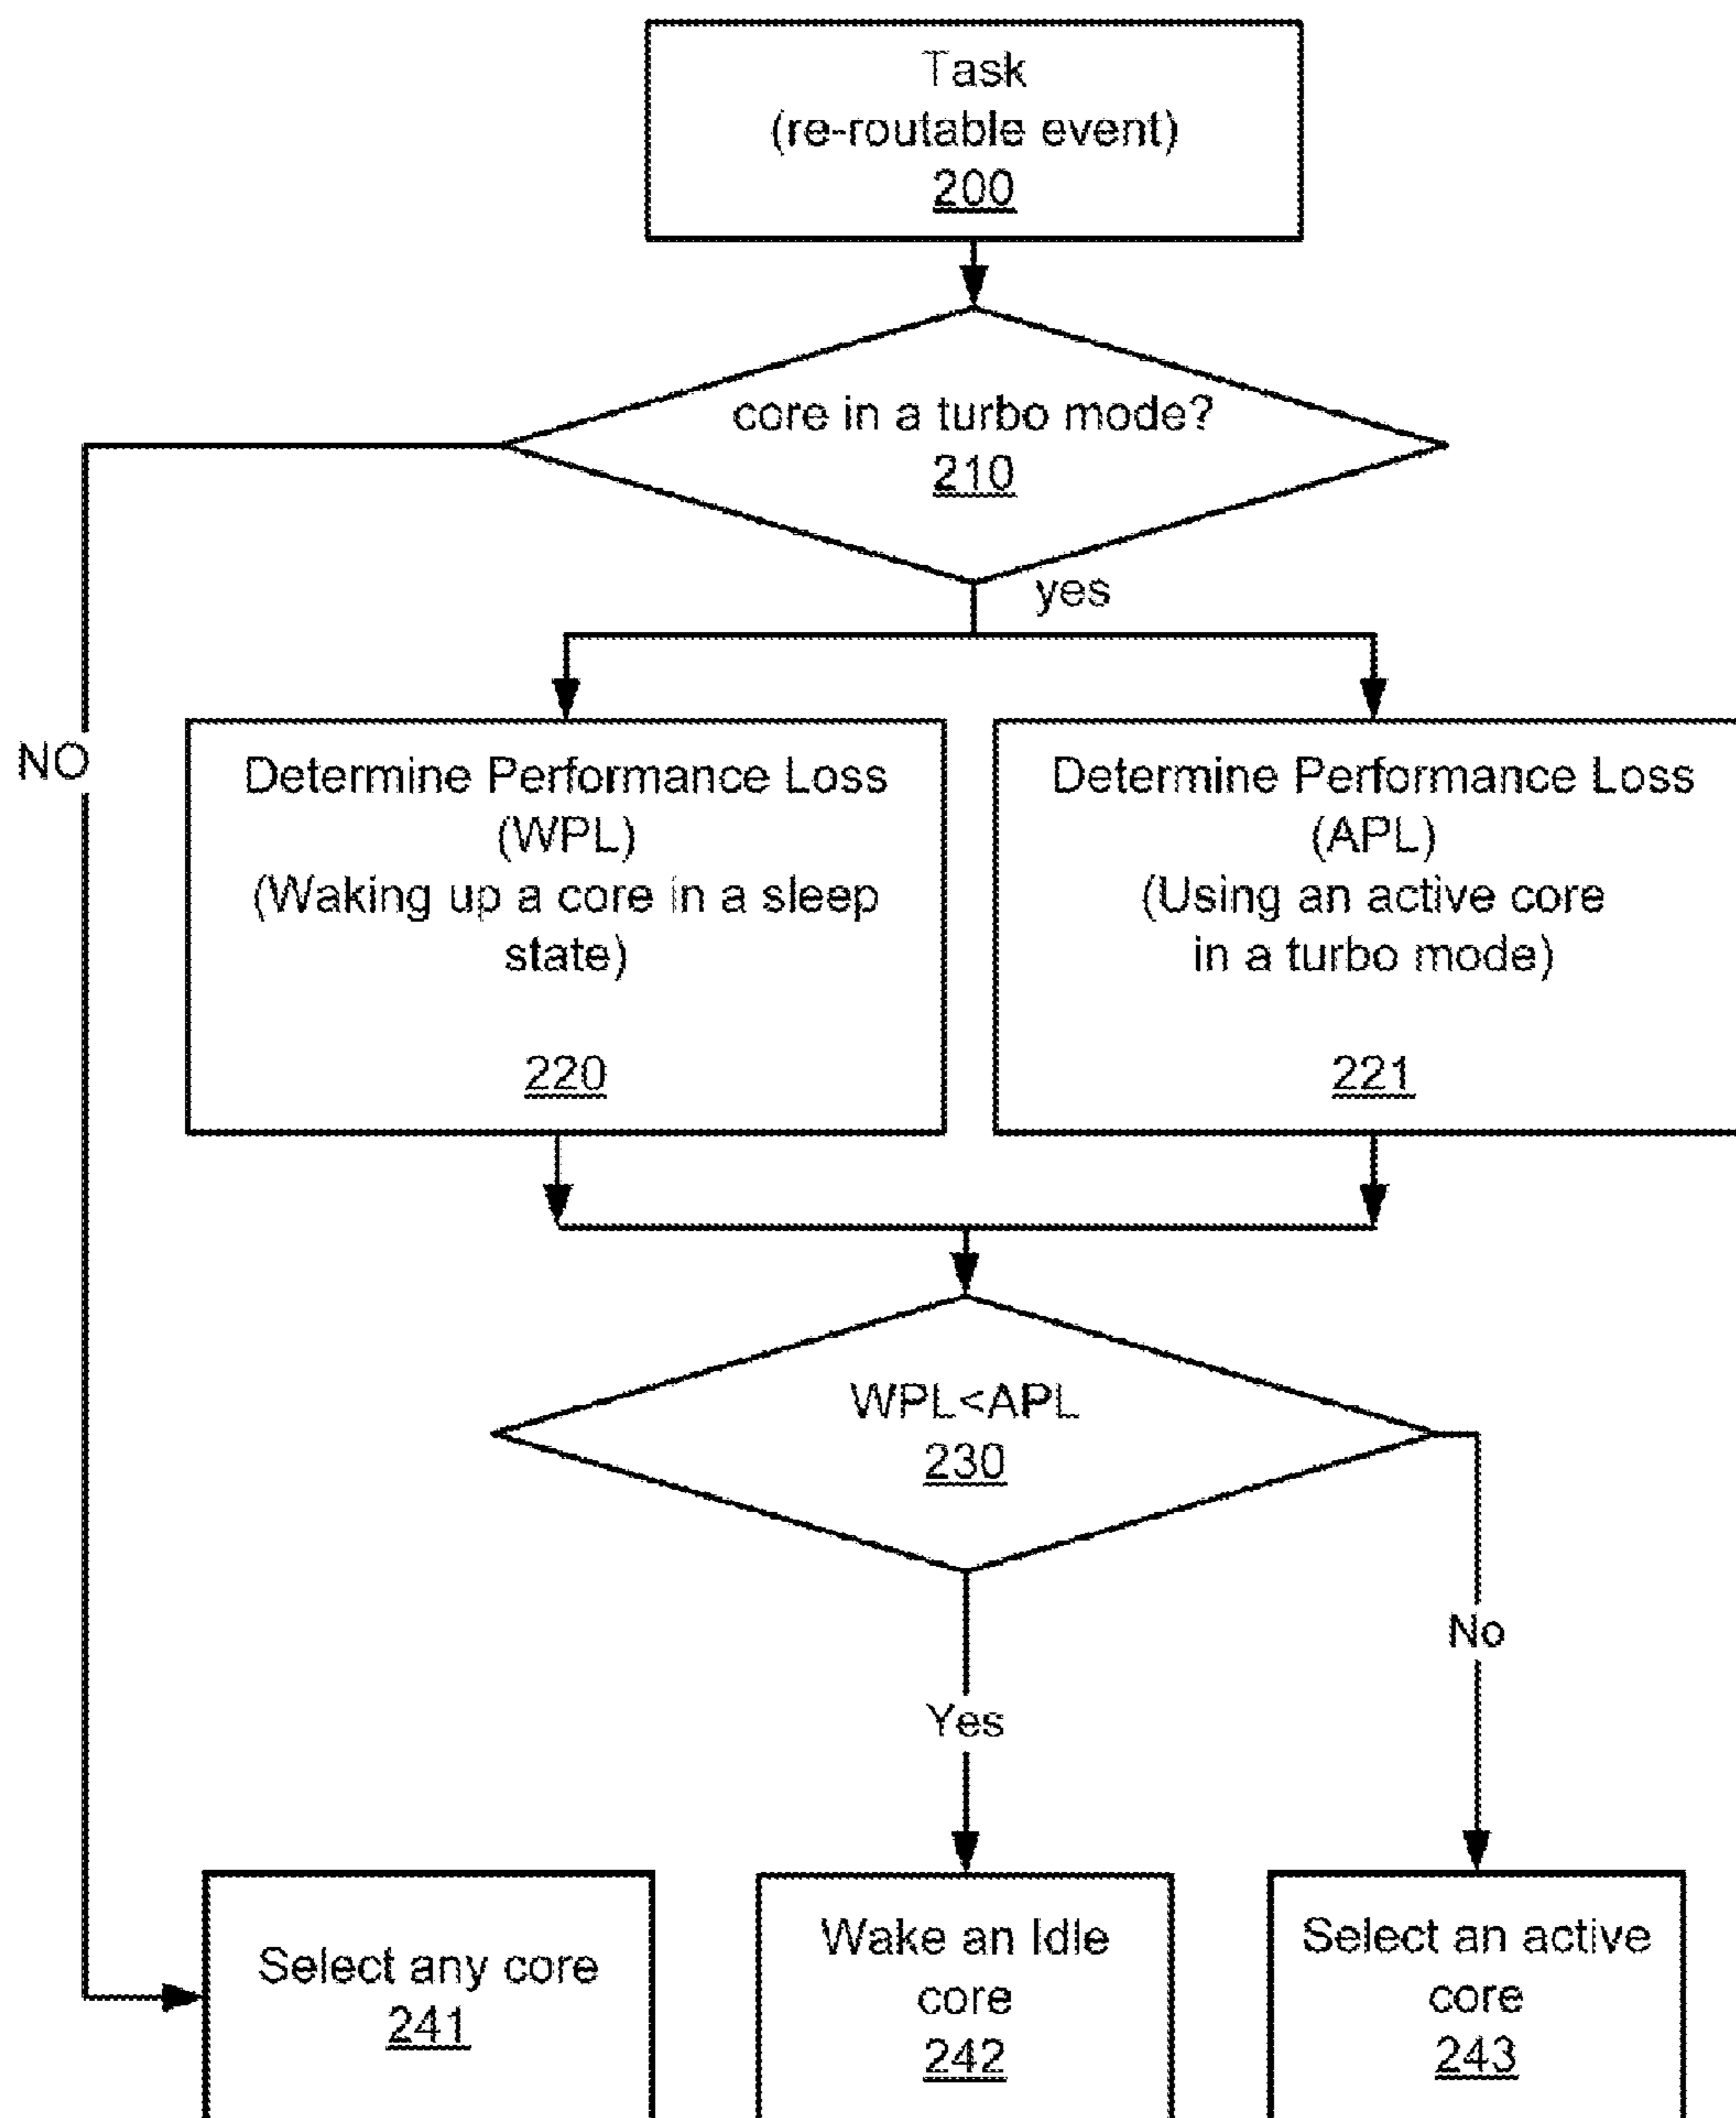 Task
(re-routable event)
200
core in a turbo mode?
210
yes
NO
Determine Performance Loss
(WPL)
(Waking up a core in a sleep
state)
220
Determine Performance Loss
(APL)
(Using an active core
in a turbo mode)
221
WPL<APL
230
No
Yes
Select any core
241
Wake an Idle
core
242
Select an active
core
243